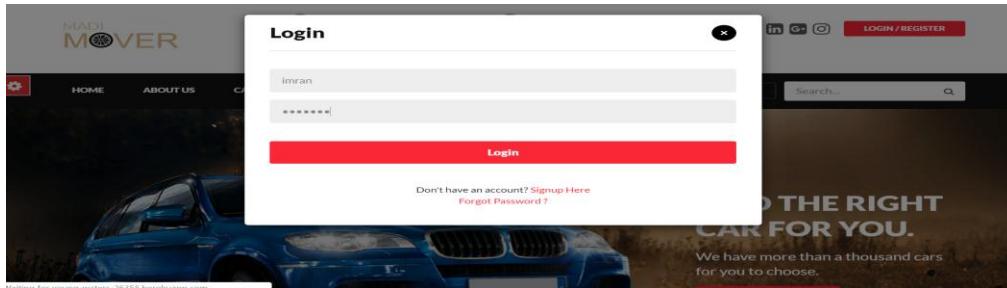 MADI
MOVER
Login
LOGIN / REGISTER
imran
HOME
ABOUT US
Search...
Login
Don't have an account? Signup Here
Forgot Password ?
THE RIGHT
CAR FOR YOU.
We have more than a thousand cars
for you to choose.